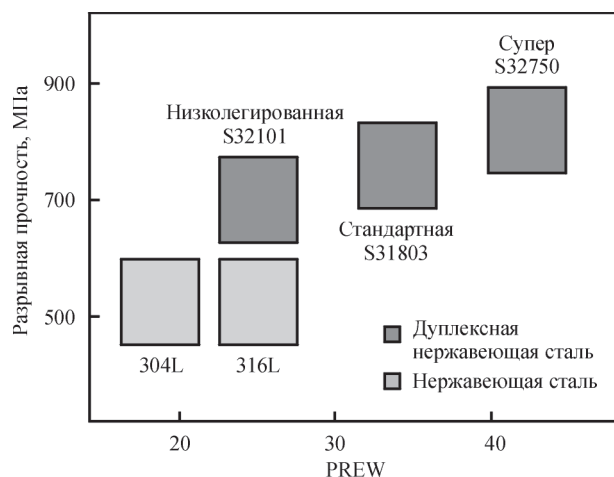 Разрывная прочность, МПа
900
700
500
Супер
S32750
Низколегированная
S32101
Стандартная
S31803
304L
316L
Дуплексная
нержавеющая сталь
Нержавеющая сталь
20
30
40
PREW